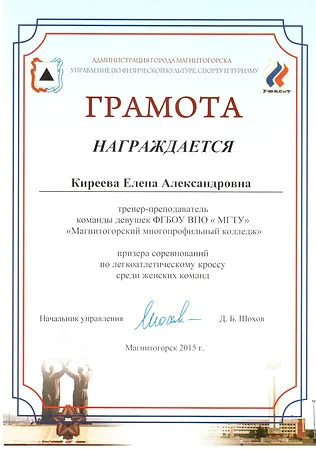 АДМИНИСТРАЦИЯ ГОРОДА МАГНИТОГОРСКА
УПРАВЛЕНИЕ ПО ФИЗИЧЕСКОЙ КУЛЬТУРЕ, СПОРТУ И ТУРИЗМУ
УФКСиТ
ГРАМОТА
НАГРАЖДАЕТСЯ
Киреева Елена Александровна
тренер-преподаватель
команды девушек ФГБОУ ВПО « МГТУ»
«Магнитогорский многопрофильный колледж»
призера соревнований
по легкоатлетическому кроссу
среди женских команд
Начальник управления Д. Б. Шохов
Магнитогорск 2015 г.